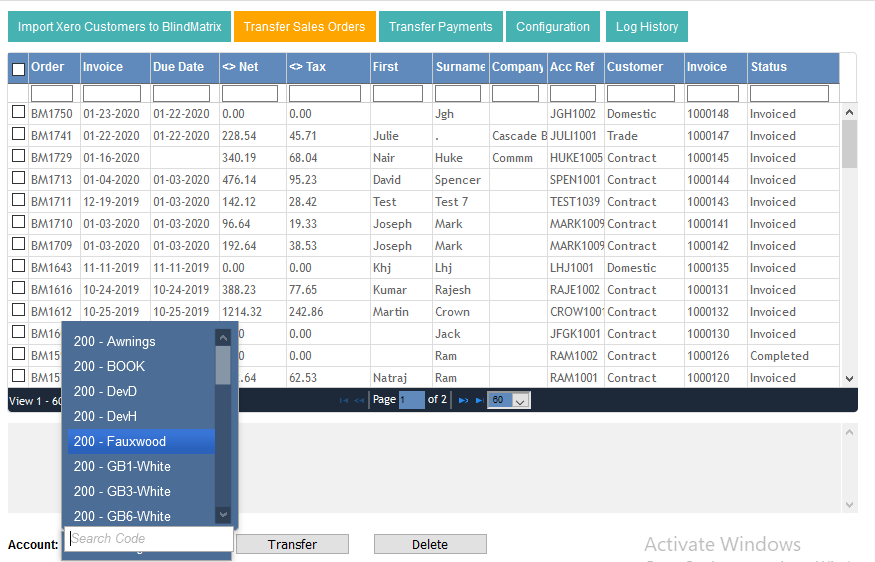 Import Xero Customers to BlindMatrix Transfer Sales Orders Transfer Payments Configuration Log History
Order Invoice Due Date <> Net <> Tax First Surname Company Acc Ref Customer Invoice Status
BM1750 01-23-2020 01-22-2020 0.00 0.00 Jgh JGH1002 Domestic 1000148 Invoiced
BM1741 01-22-2020 01-22-2020 228.54 45.71 Julie . Cascade B JULI1001 Trade 1000147 Invoiced
BM1729 01-16-2020 340.19 68.04 Nair Huke Commm HUKE1005 Contract 1000145 Invoiced
BM1713 01-04-2020 01-03-2020 476.14 95.23 David Spencer SPEN1001 Contract 1000144 Invoiced
BM1711 12-19-2019 01-03-2020 142.12 28.42 Test Test 7 TEST1039 Contract 1000143 Invoiced
BM1710 01-03-2020 01-03-2020 96.64 19.33 Joseph Mark MARK1009 Contract 1000141 Invoiced
BM1709 01-03-2020 01-03-2020 192.64 38.53 Joseph Mark MARK1009 Contract 1000142 Invoiced
BM1643 11-11-2019 11-11-2019 0.00 0.00 Khj Lhj LHJ1001 Domestic 1000135 Invoiced
BM1616 10-24-2019 10-24-2019 388.23 77.65 Kumar Rajesh RAJE1002 Contract 1000131 Invoiced
BM1612 10-25-2019 10-25-2019 1214.32 242.86 Martin Crown CROW1001 Contract 1000132 Invoiced
0.00 Jack JFGK1001 Contract 1000130 Invoiced
0.00 Ram RAM1002 Contract 1000126 Completed
.64 62.53 Natraj Ram RAM1001 Contract 1000120 Invoiced
View 1 - 60 Page 1 of 2 60
200 - Awnings
200 - BOOK
200 - DevD
200 - DevH
200 - Fauxwood
200 - GB1-White
200 - GB3-White
200 - GB6-White
Account: Search Code Transfer Delete
Activate Windows